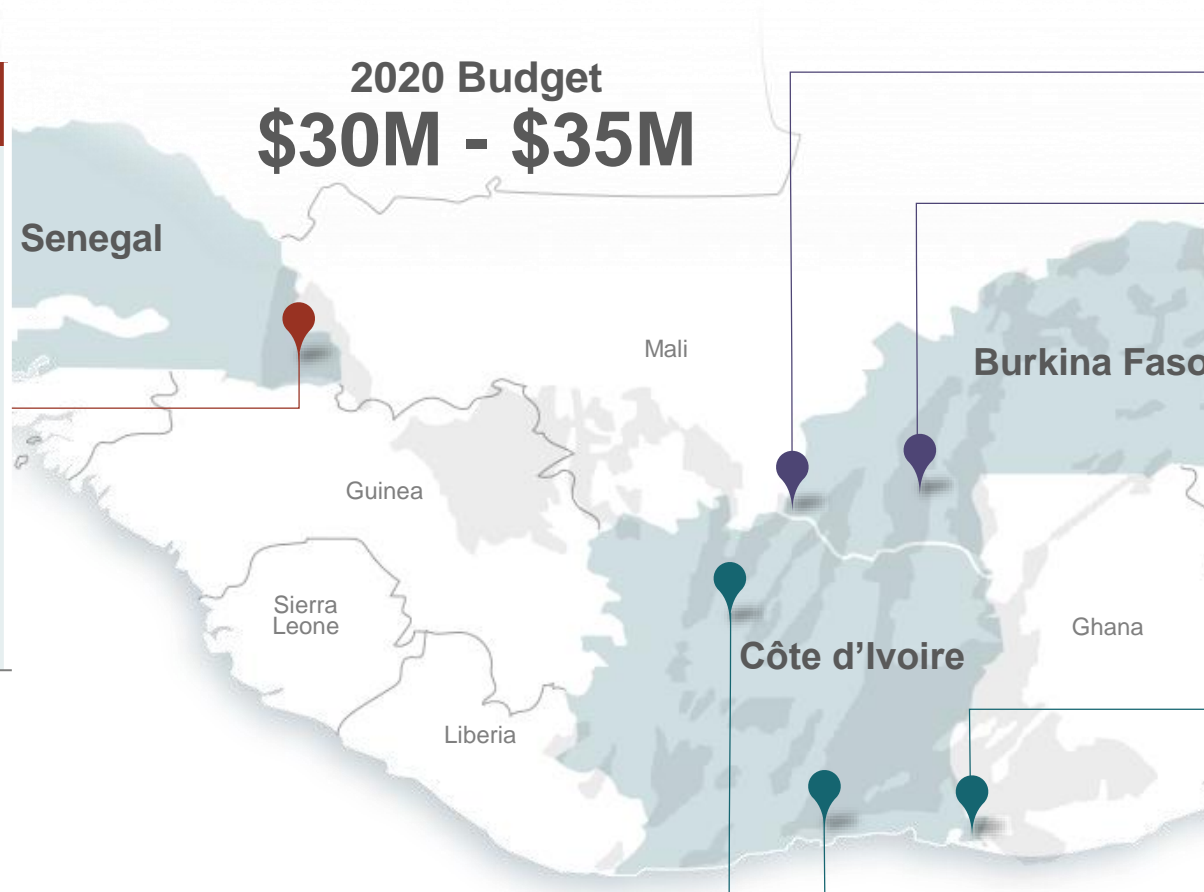 2020 Budget
$30M - $35M
Senegal
Mali
Burkina Faso
Guinea
Sierra
Leone
Ghana
Côte d’Ivoire
Liberia